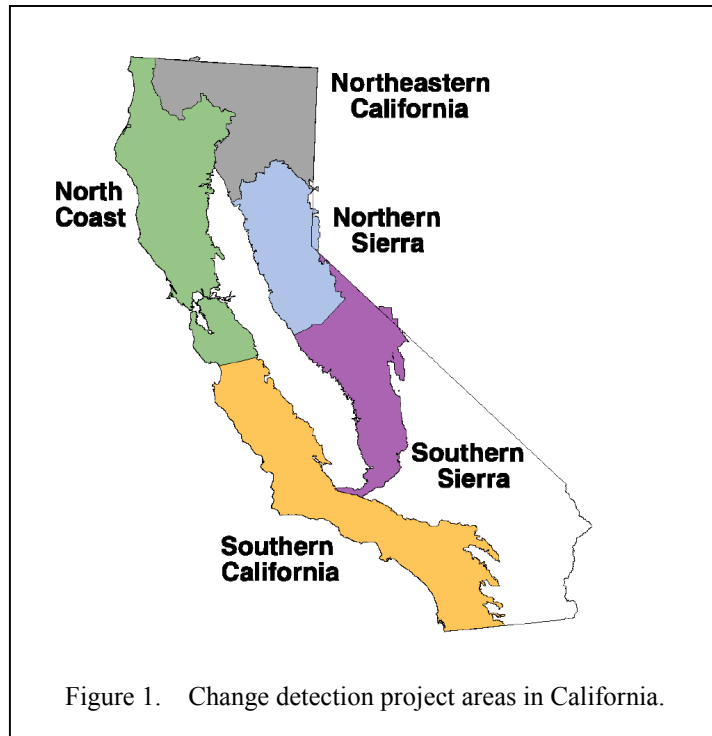 Northeastern
California
North
Coast
Northern
Sierra
Southern
Sierra
Southern
California
Figure 1. Change detection project areas in California.